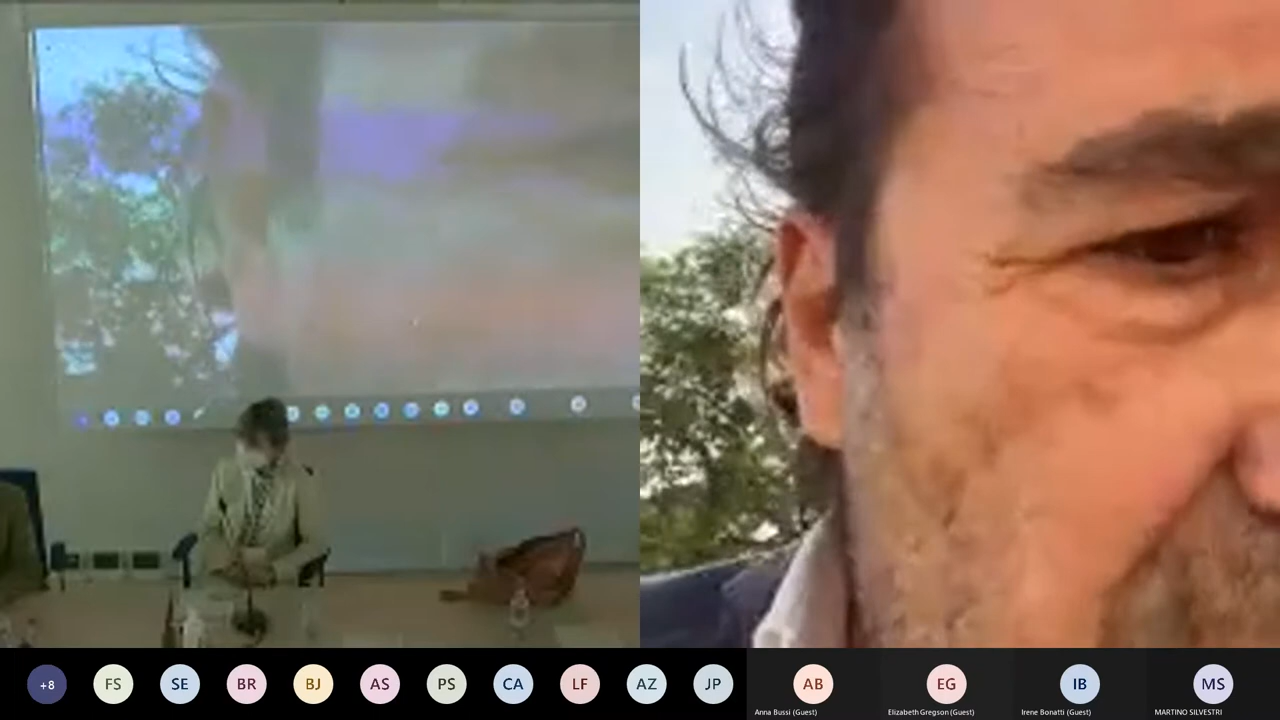 +8 FS SE BR BJ AS PS CA LF AZ JP AB EG IB MS
Anna Bussi (Guest) Elizabeth Gregson (Guest) Irene Bonatti (Guest) MARTINO SILVESTRI